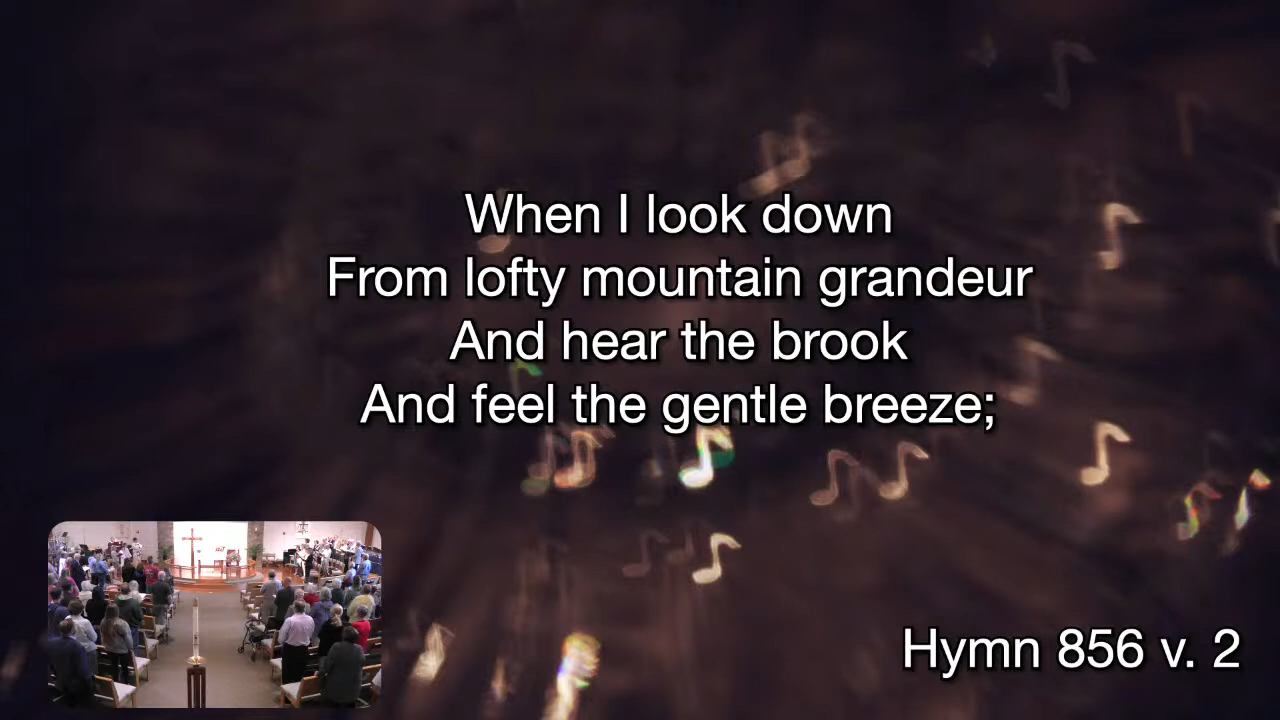 When I look down
From lofty mountain grandeur
And hear the brook
And feel the gentle breeze;
Hymn 856 v. 2